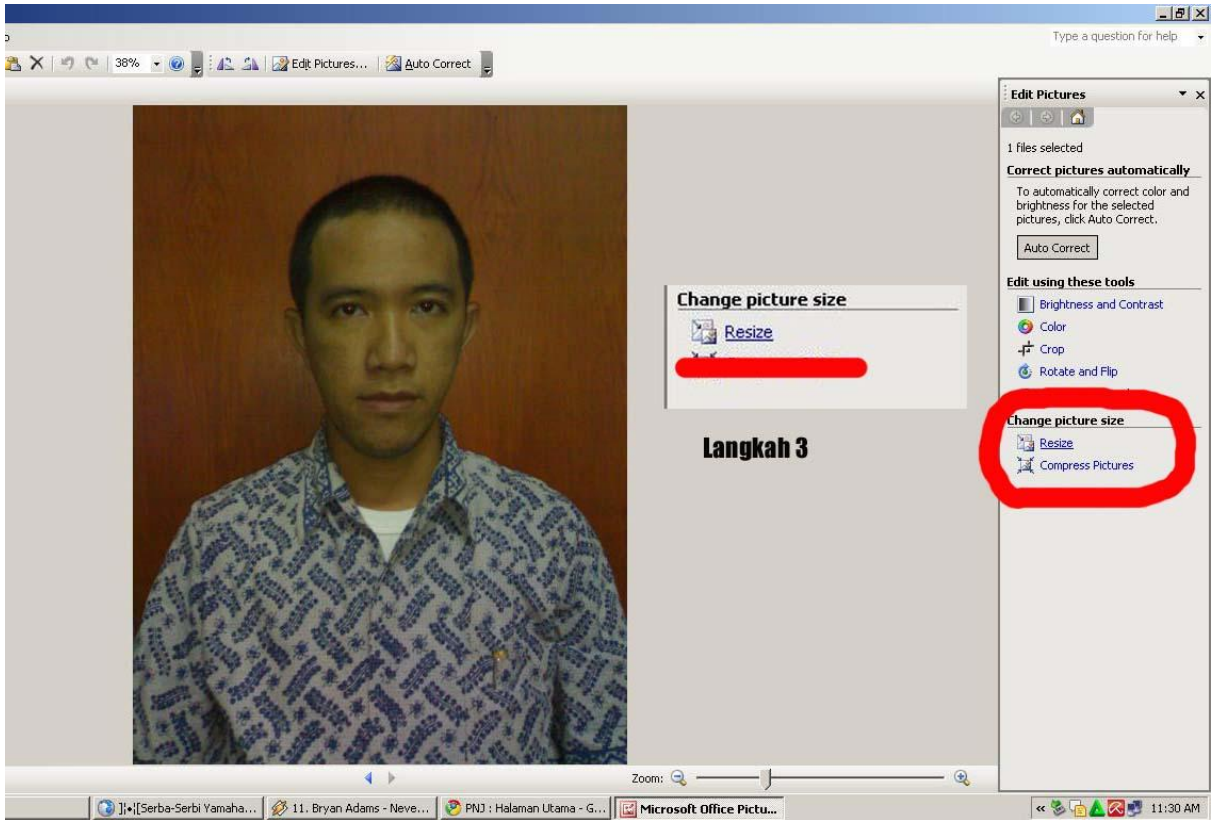 Type a question for help
38%
Edit Pictures...
Auto Correct
Edit Pictures
1 files selected
Correct pictures automatically
To automatically correct color and
brightness for the selected
pictures, click Auto Correct.
Auto Correct
Edit using these tools
Brightness and Contrast
Color
Crop
Rotate and Flip
Change picture size
Resize
Compress Pictures
Change picture size
Resize
Langkah 3
Zoom:
]¦•¦[Serba-Serbi Yamaha...
11. Bryan Adams - Neve...
PNJ : Halaman Utama - G...
Microsoft Office Pictu...
11:30 AM